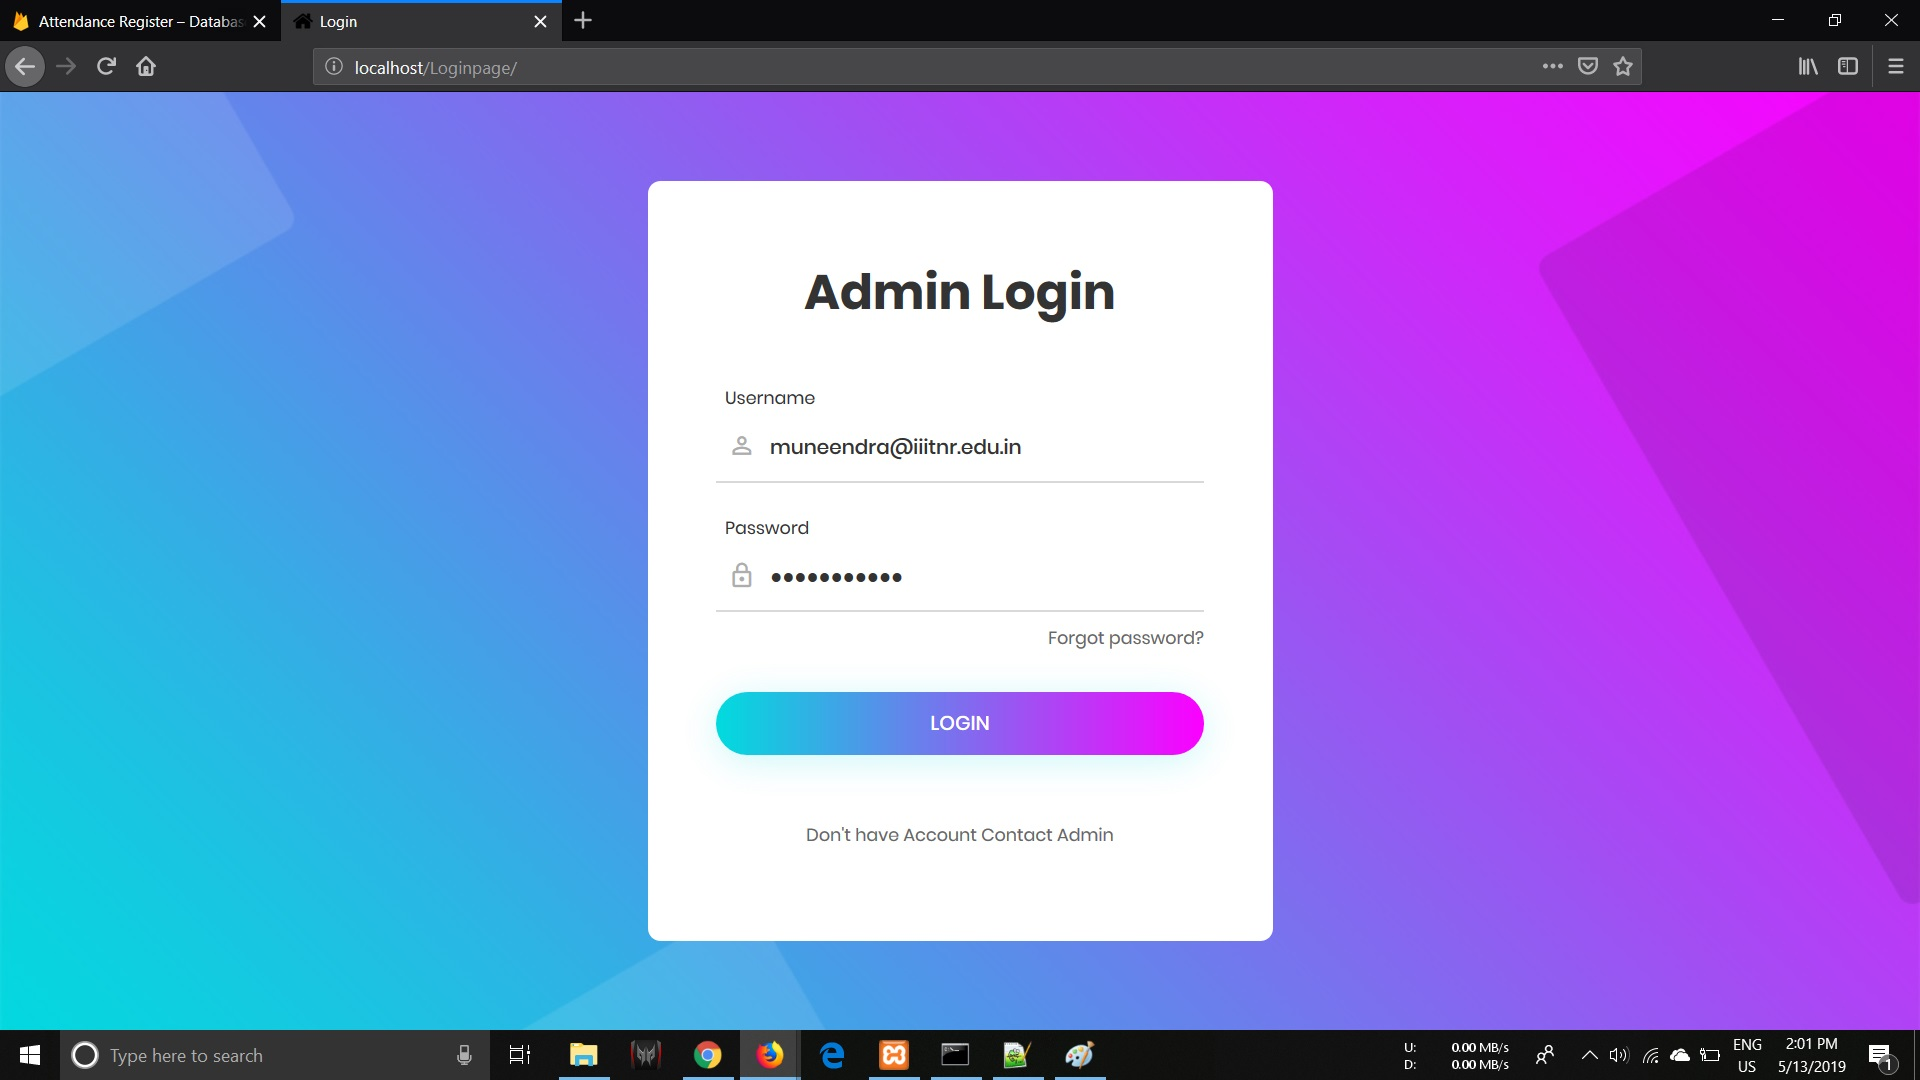 Attendance Register – Databas
Login
localhost/Loginpage/
Admin Login
Username
muneendra@iiitnr.edu.in
Password
•••••••••••
Forgot password?
LOGIN
Don't have Account Contact Admin
Type here to search
U: 0.00 MB/s
D: 0.00 MB/s
ENG
US
2:01 PM
5/13/2019
1